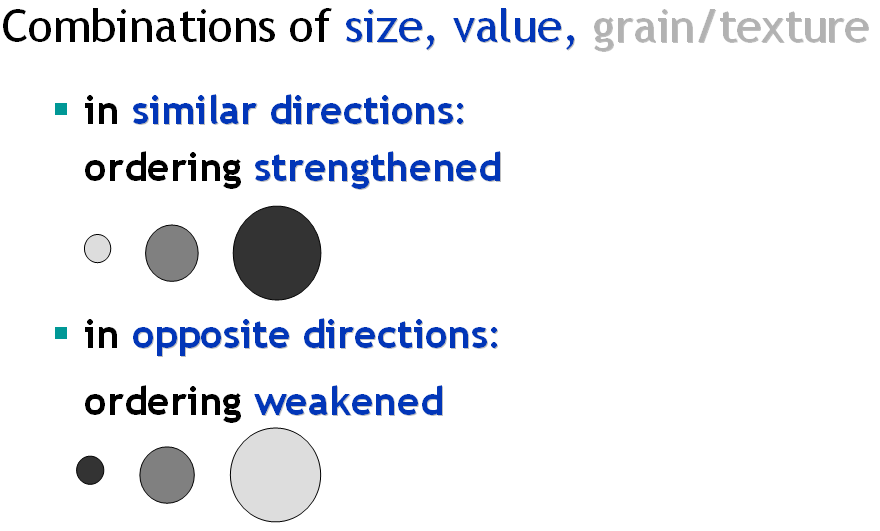 Combinations of size, value, grain/texture
in similar directions:
ordering strengthened
in opposite directions:
ordering weakened